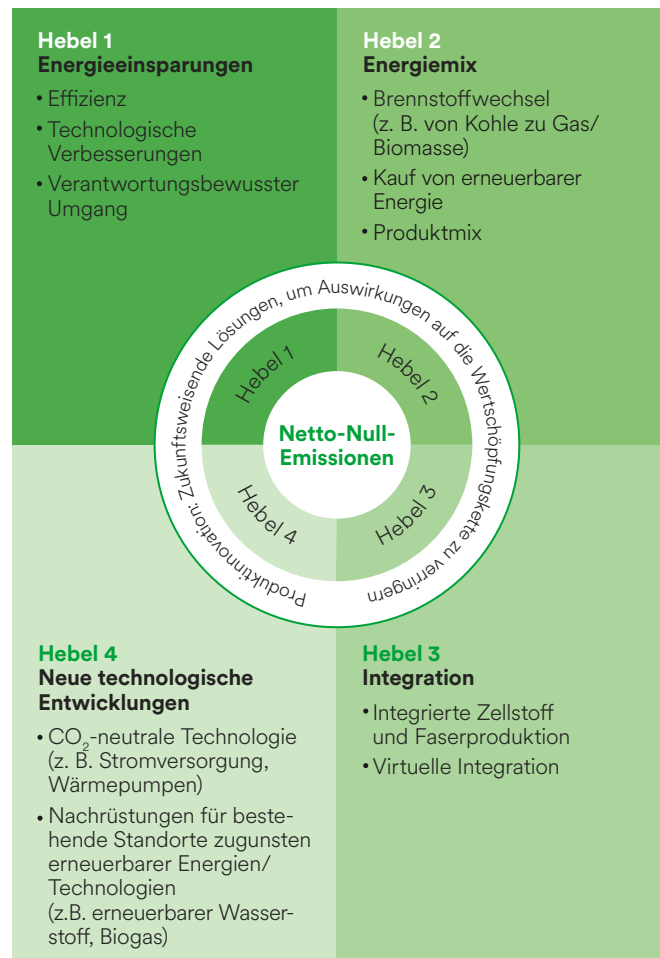 Hebel 1
Energieeinsparungen
• Effizienz
• Technologische
Verbesserungen
• Verantwortungsbewusster
Umgang
Hebel 2
Energiemix
• Brennstoffwechsel
(z. B. von Kohle zu Gas/
Biomasse)
• Kauf von erneuerbarer
Energie
• Produktmix
Produktinnovation: Zukunftsweisende Lösungen, um Auswirkungen auf die Wertschöpfungskette zu verringern
Hebel 1
Hebel 2
Netto-Null-
Emissionen
Hebel 4
Hebel 3
Hebel 4
Neue technologische
Entwicklungen
• CO₂-neutrale Technologie
(z. B. Stromversorgung,
Wärmepumpen)
• Nachrüstungen für beste-
hende Standorte zugunsten
erneuerbarer Energien/
Technologien
(z.B. erneuerbarer Wasser-
stoff, Biogas)
Hebel 3
Integration
• Integrierte Zellstoff
und Faserproduktion
• Virtuelle Integration